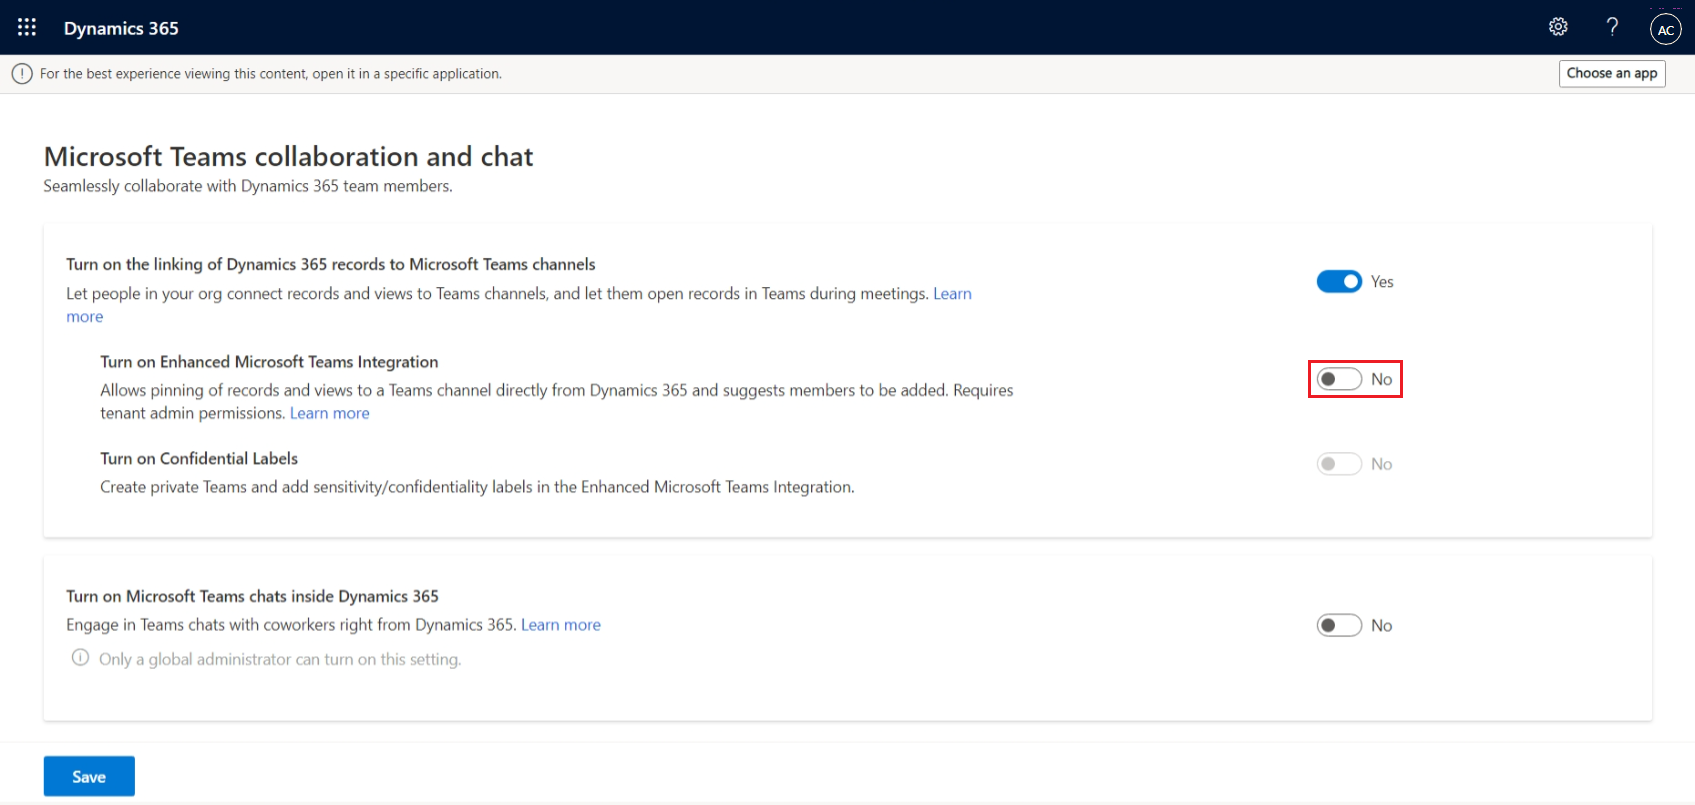 Dynamics 365
?
AC
For the best experience viewing this content, open it in a specific application.
Choose an app
Microsoft Teams collaboration and chat
Seamlessly collaborate with Dynamics 365 team members.
Turn on the linking of Dynamics 365 records to Microsoft Teams channels
Let people in your org connect records and views to Teams channels, and let them open records in Teams during meetings. Learn
more
Yes
Turn on Enhanced Microsoft Teams Integration
Allows pinning of records and views to a Teams channel directly from Dynamics 365 and suggests members to be added. Requires
tenant admin permissions. Learn more
No
Turn on Confidential Labels
Create private Teams and add sensitivity/confidentiality labels in the Enhanced Microsoft Teams Integration.
No
Turn on Microsoft Teams chats inside Dynamics 365
Engage in Teams chats with coworkers right from Dynamics 365. Learn more
Only a global administrator can turn on this setting.
No
Save